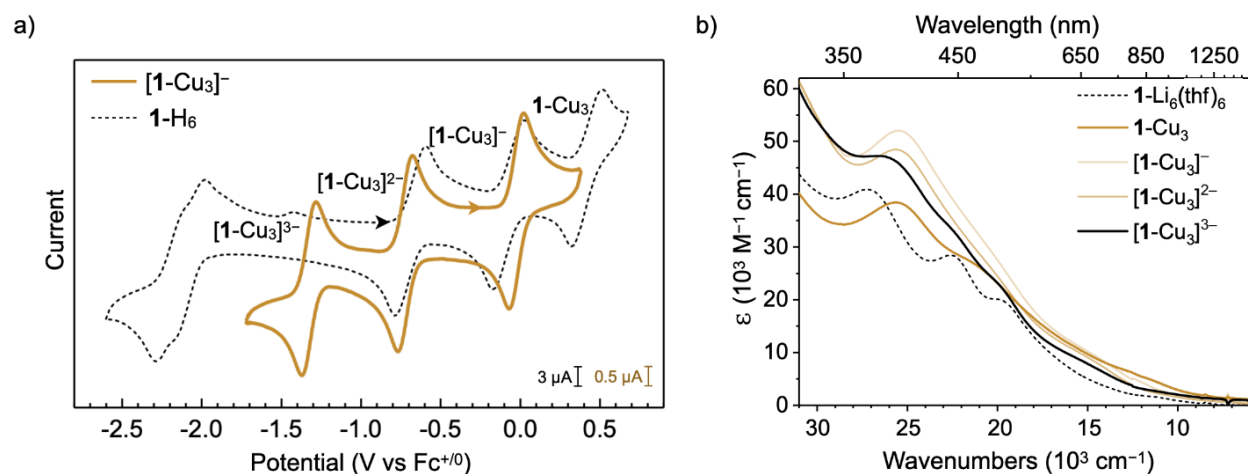 a)
[1-Cu₃]⁻
1-H₆
1-Cu₃
[1-Cu₃]⁻
[1-Cu₃]²⁻
[1-Cu₃]³⁻
3 µA
0.5 µA
Current
-2.5 -2.0 -1.5 -1.0 -0.5 0.0 0.5
Potential (V vs Fc⁺/⁰)
b)
Wavelength (nm)
350 450 650 850 1250
1-Li₆(thf)₆
1-Cu₃
[1-Cu₃]⁻
[1-Cu₃]²⁻
[1-Cu₃]³⁻
60
50
40
30
20
10
0
ε (10³ M⁻¹ cm⁻¹)
30 25 20 15 10
Wavenumbers (10³ cm⁻¹)